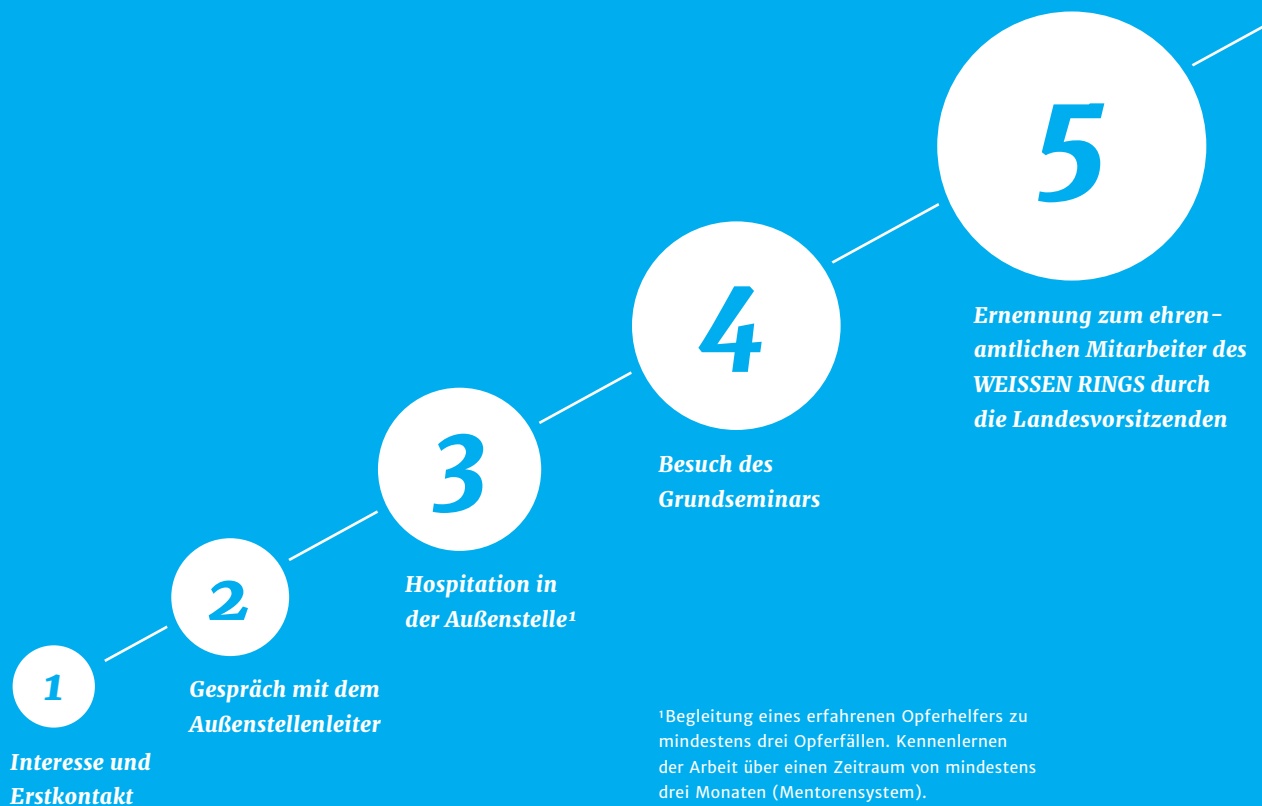 1
Interesse und
Erstkontakt
2
Gespräch mit dem
Außenstellenleiter
3
Hospitation in
der Außenstelle¹
4
Besuch des
Grundseminars
5
Ernennung zum ehren-
amtlichen Mitarbeiter des
WEISSEN RINGS durch
die Landesvorsitzenden
¹Begleitung eines erfahrenen Opferhelfers zu
mindestens drei Opferfällen. Kennenlernen
der Arbeit über einen Zeitraum von mindestens
drei Monaten (Mentorensystem).